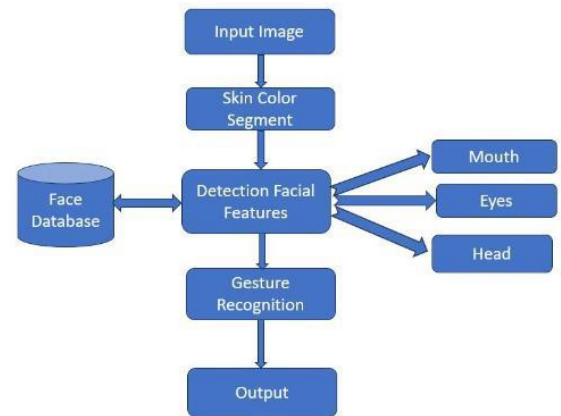 Input Image
Skin Color
Segment
Mouth
Face
Database
Detection Facial
Features
Eyes
Head
Gesture
Recognition
Output